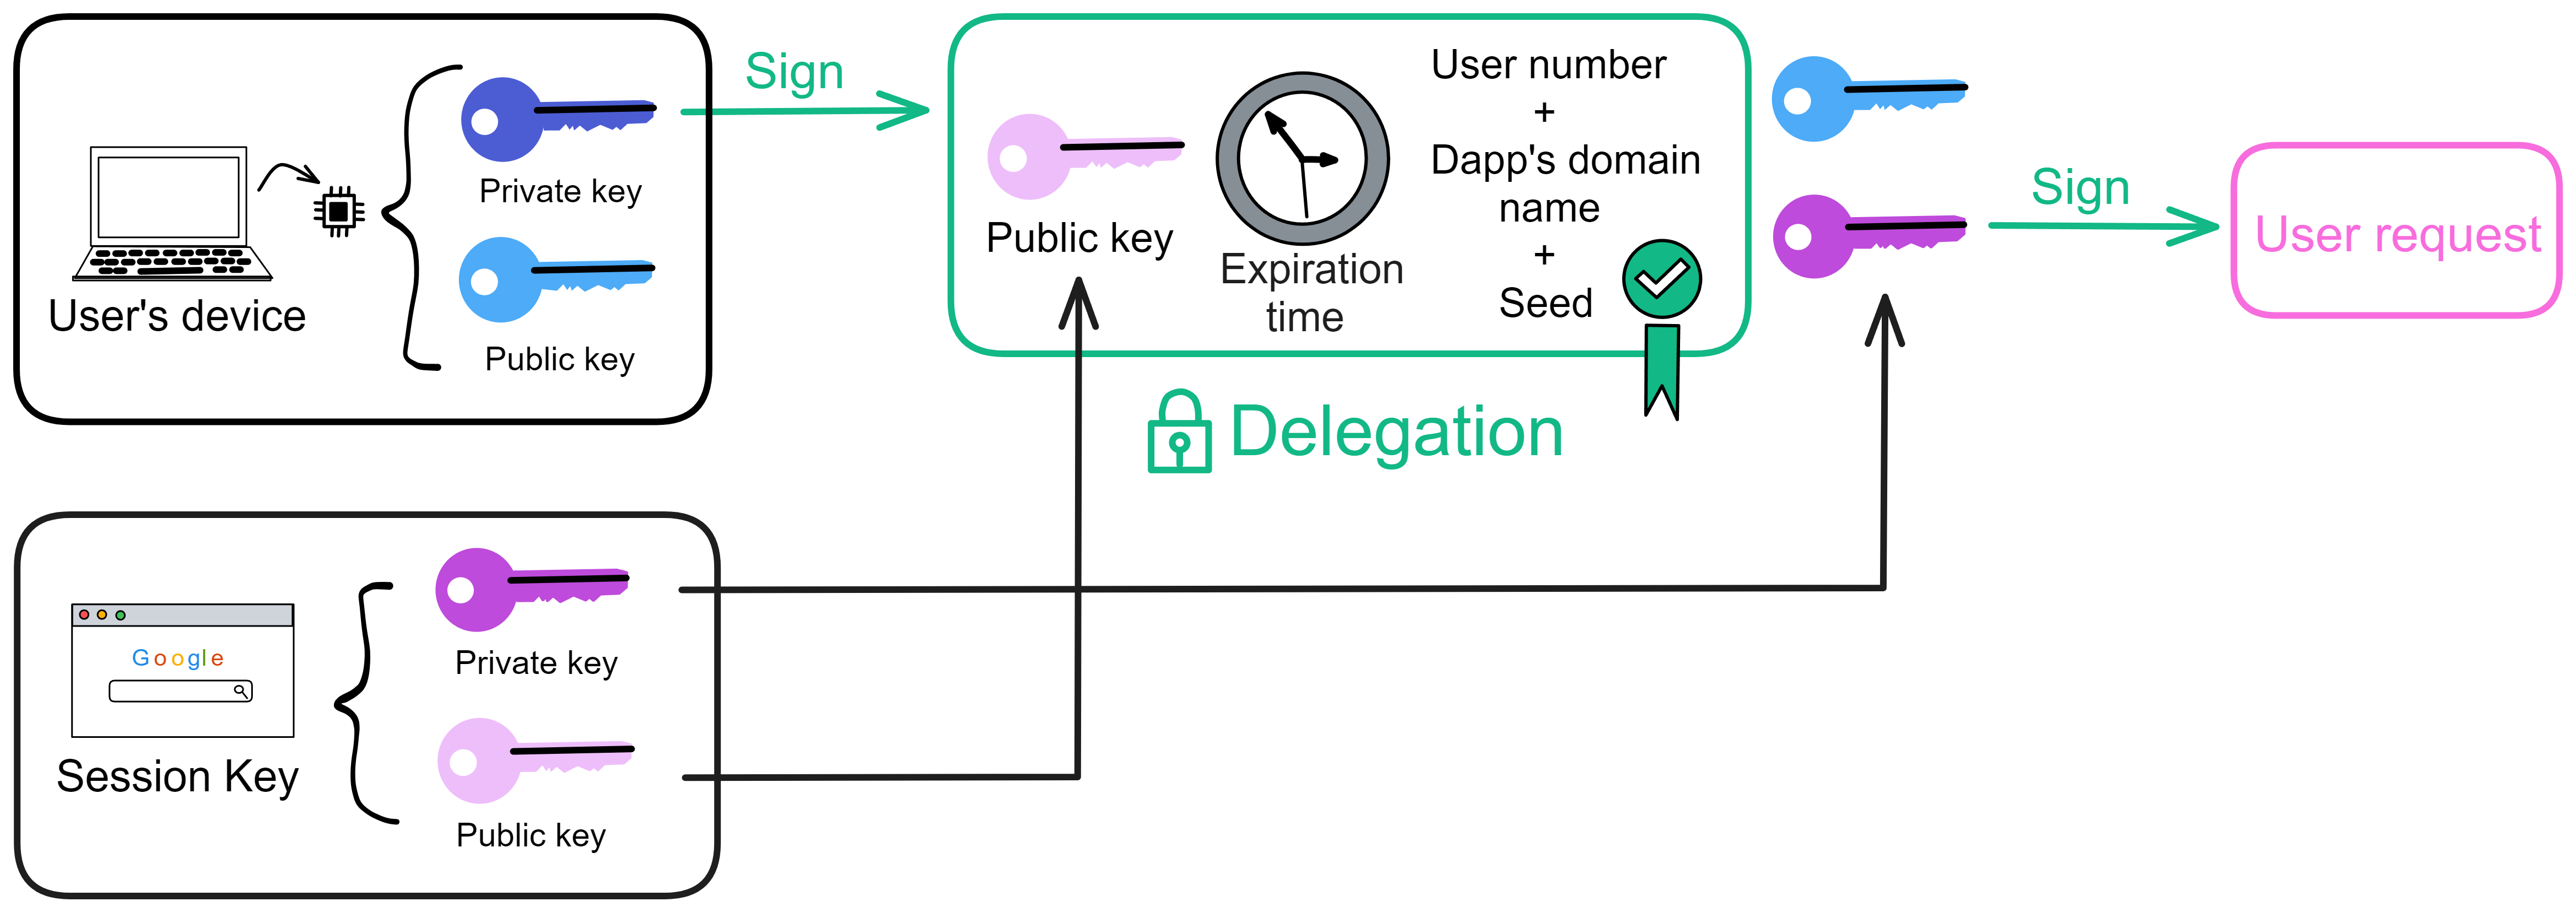 User's device
Private key
Public key
Sign
Public key
Expiration
time
User number
+
Dapp's domain
name
+
Seed
Delegation
Sign
User request
Google
Session Key
Private key
Public key